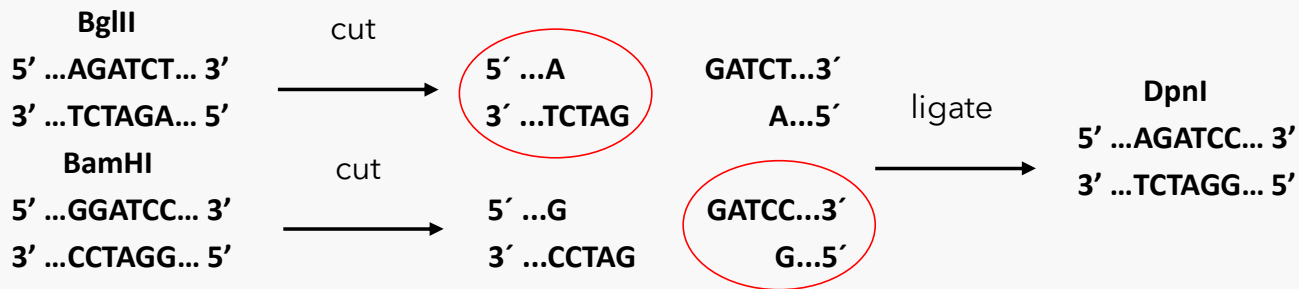 BglII
cut
5’ ...AGATCT... 3’
3’ ...TCTAGA... 5’
5´ ...A
3´ ...TCTAG
GATCT...3´
A...5´
BamHI
cut
5’ ...GGATCC... 3’
3’ ...CCTAGG... 5’
5´ ...G
3´ ...CCTAG
GATCC...3´
G...5´
ligate
DpnI
5’ ...AGATCC... 3’
3’ ...TCTAGG... 5’